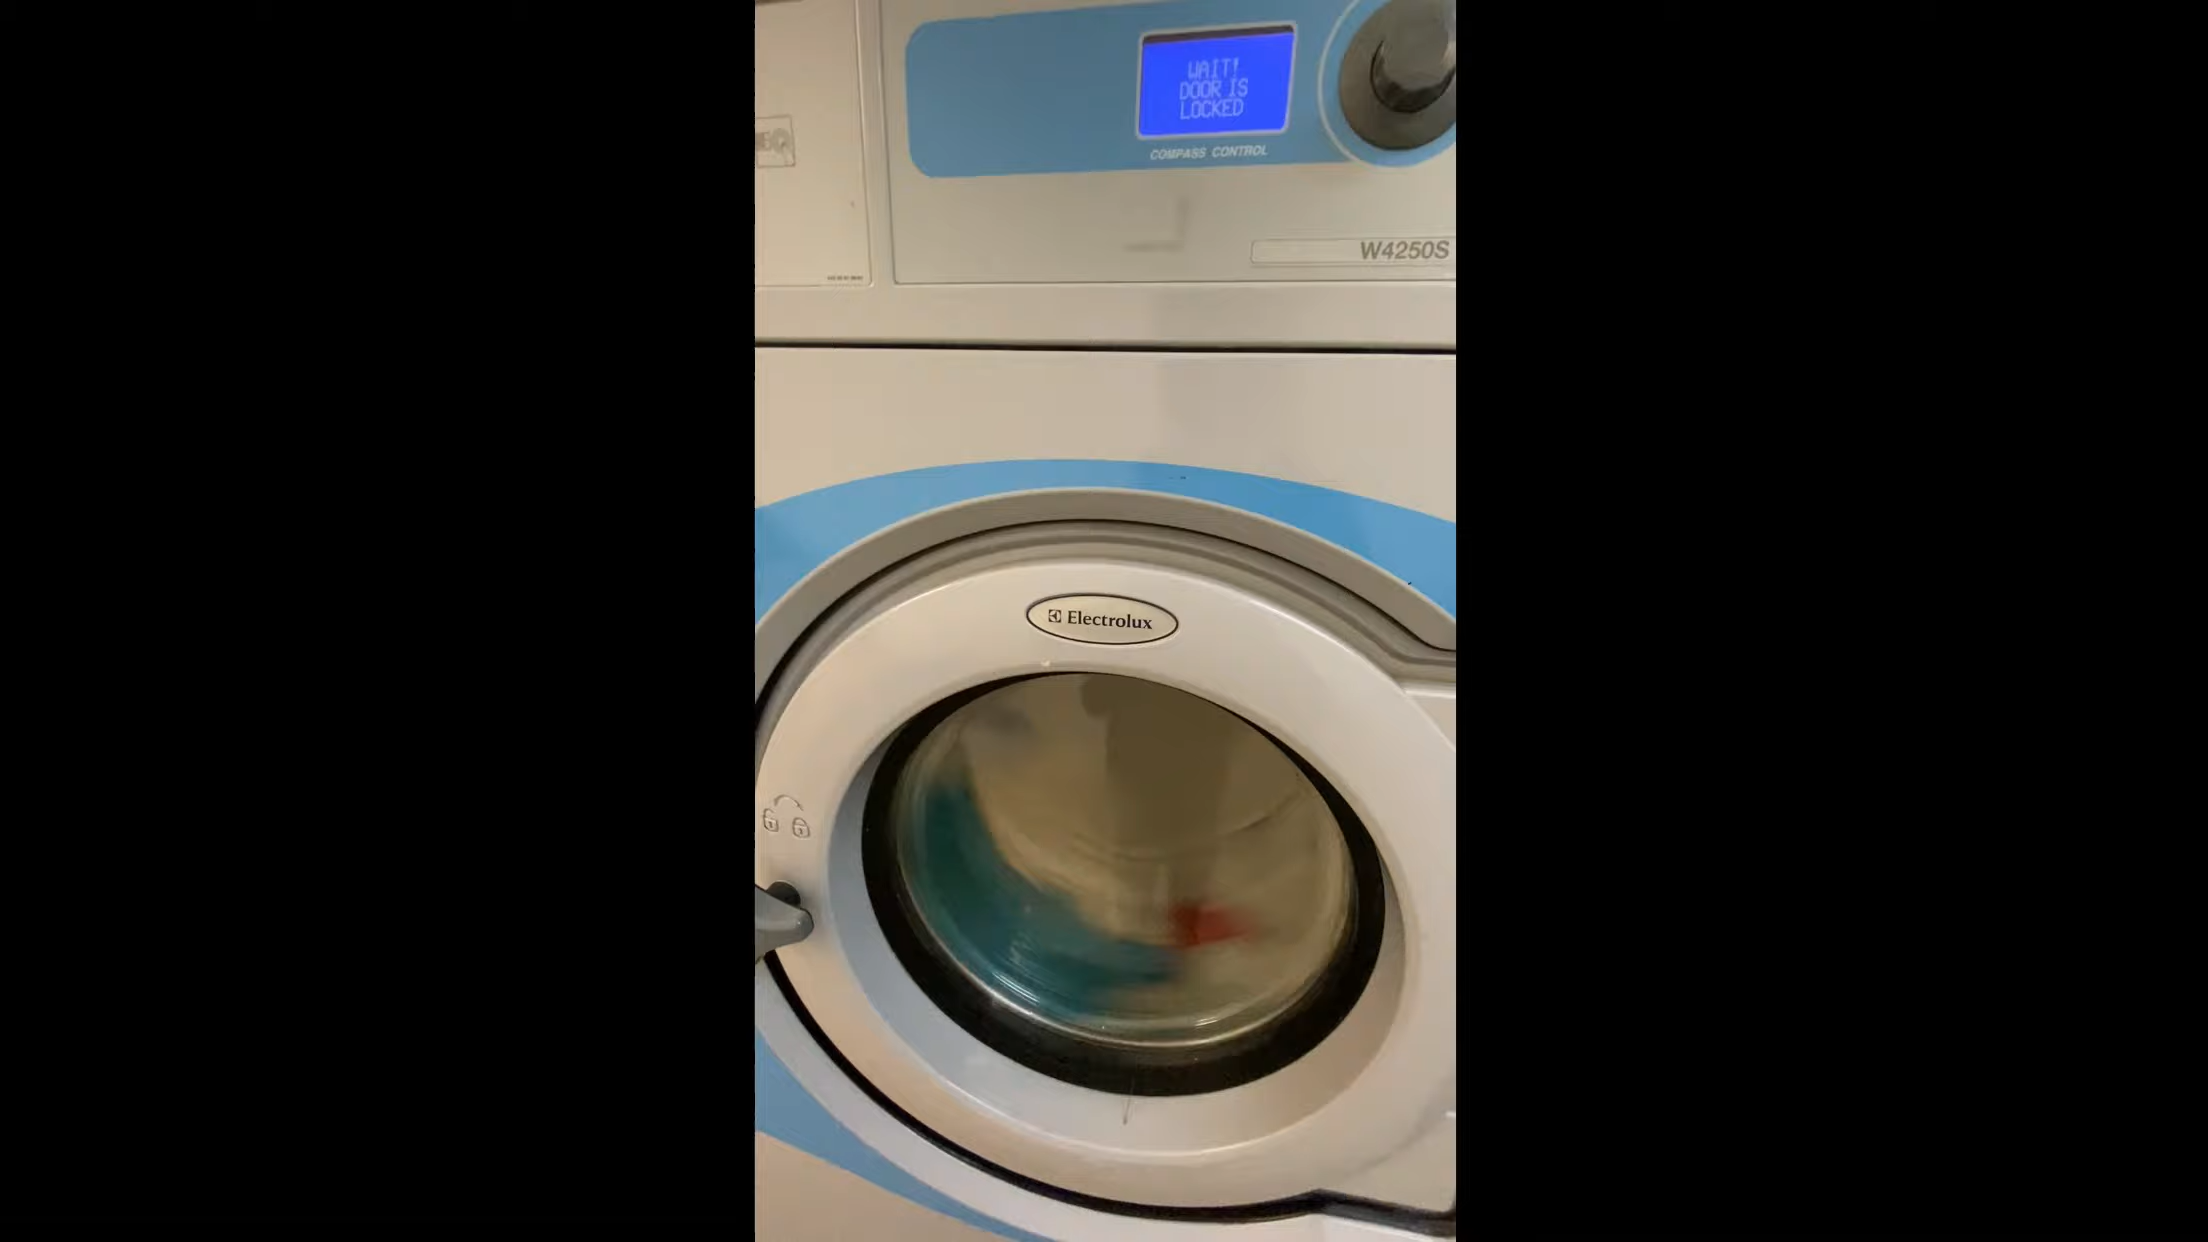 WAIT!
DOOR IS
LOCKED
COMPASS CONTROL
W4250S
Electrolux